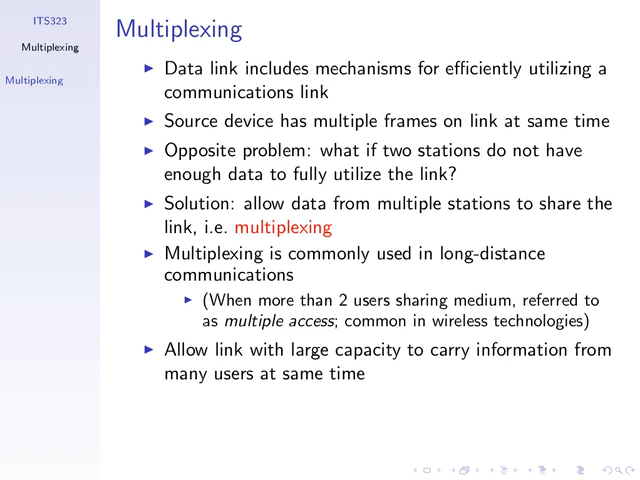 ITS323
Multiplexing
Multiplexing
Multiplexing
Data link includes mechanisms for efficiently utilizing a
communications link
Source device has multiple frames on link at same time
Opposite problem: what if two stations do not have
enough data to fully utilize the link?
Solution: allow data from multiple stations to share the
link, i.e. multiplexing
Multiplexing is commonly used in long-distance
communications
(When more than 2 users sharing medium, referred to
as multiple access; common in wireless technologies)
Allow link with large capacity to carry information from
many users at same time